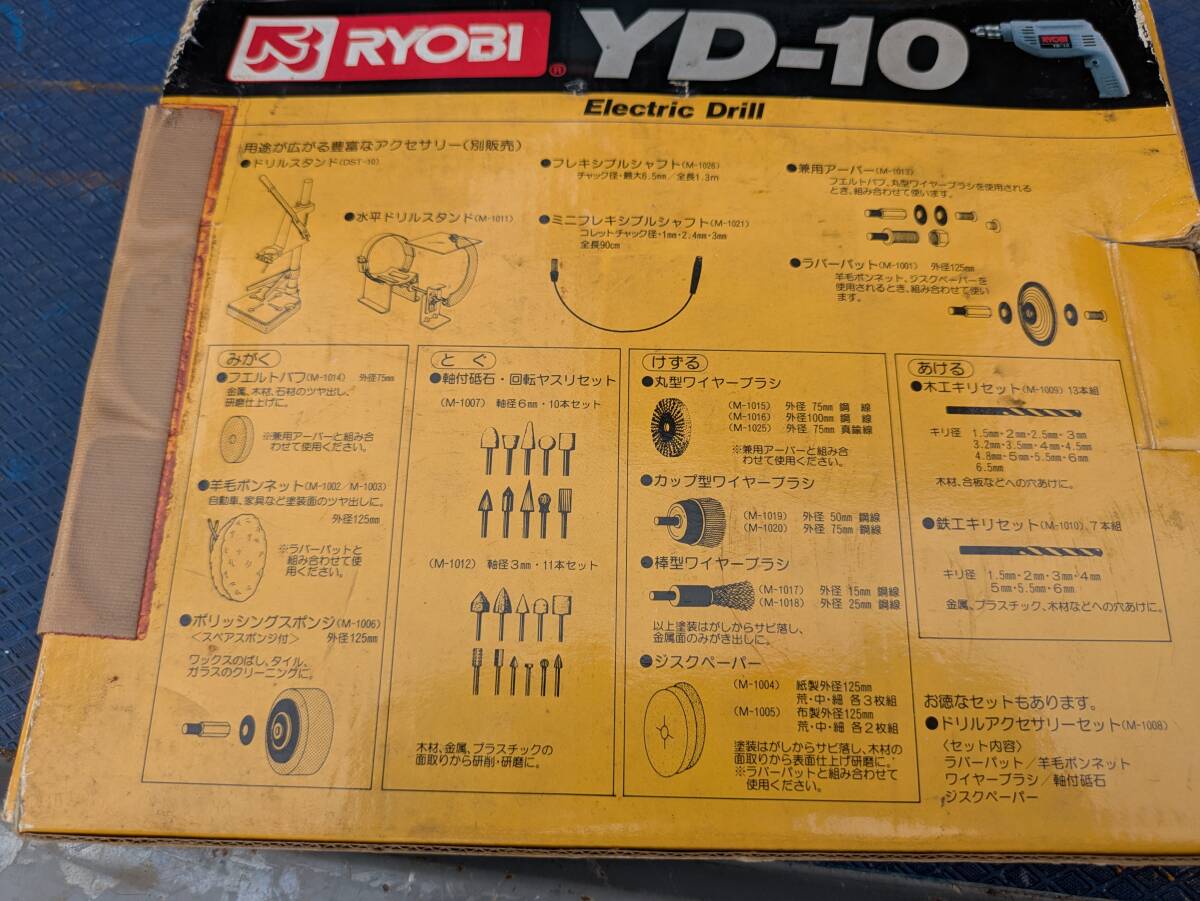 RYOBI® YD-10
RYOBI
YD-10
Electric Drill
用途が広がる豊富なアクセサリー(別販売)
●ドリルスタンド(DST-10)
●水平ドリルスタンド(M-1011)
●フレキシブルシャフト(M-1026)
チャック径・最大6.5mm/全長1.3m
●ミニフレキシブルシャフト(M-1021)
コレットチャック径・1mm・2.4mm・3mm
全長90cm
●兼用アーバー(M-1013)
フエルトバフ、丸型ワイヤーブラシを使用される
とき、組み合わせて使います。
●ラバーパット(M-1001) 外径125mm
羊毛ボンネット、ジスクペーパーを
使用されるとき、組み合わせて使い
ます。
みがく
●フエルトバフ(M-1014) 外径75mm
金属、木材、石材のツヤ出し、
研磨仕上げに。
※兼用アーバーと組み合
わせて使用ください。
●羊毛ボンネット(M-1002/M-1003)
自動車、家具など塗装面のツヤ出しに。
外径125mm
※ラバーパットと
組み合わせて使
用ください。
●ポリッシングスポンジ(M-1006)
<スペアスポンジ付> 外径125mm
ワックスのばし、タイル、
ガラスのクリーニングに。
とぐ
●軸付砥石・回転ヤスリセット
(M-1007) 軸径6mm・10本セット
(M-1012) 軸径3mm・11本セット
木材、金属、プラスチックの
面取りから研削・研磨に。
けずる
●丸型ワイヤーブラシ
(M-1015) 外径 75mm 鋼 線
(M-1016) 外径100mm 鋼 線
(M-1025) 外径 75mm 真鍮線
※兼用アーバーと組み合
わせて使用ください。
●カップ型ワイヤーブラシ
(M-1019) 外径 50mm 鋼線
(M-1020) 外径 75mm 鋼線
●棒型ワイヤーブラシ
(M-1017) 外径 15mm 鋼線
(M-1018) 外径 25mm 鋼線
以上塗装はがしからサビ落し、
金属面のみがき出しに。
●ジスクペーパー
(M-1004) 紙製外径125mm
荒・中・細 各3枚組
(M-1005) 布製外径125mm
荒・中・細 各2枚組
塗装はがしからサビ落し、木材の
面取りから表面仕上げ研磨に。
※ラバーパットと組み合わせて
使用ください。
あける
●木工キリセット(M-1009) 13本組
キリ径 1.5mm・2mm・2.5mm・3mm
3.2mm・3.5mm・4mm・4.5mm
4.8mm・5mm・5.5mm・6mm
6.5mm
木材、合板などへの穴あけに。
●鉄工キリセット(M-1010) 7本組
キリ径 1.5mm・2mm・3mm・4mm
5mm・5.5mm・6mm
金属、プラスチック、木材などへの穴あけに。
お徳なセットもあります。
●ドリルアクセサリーセット(M-1008)
〈セット内容〉
ラバーパット/羊毛ボンネット
ワイヤーブラシ/軸付砥石
ジスクペーパー